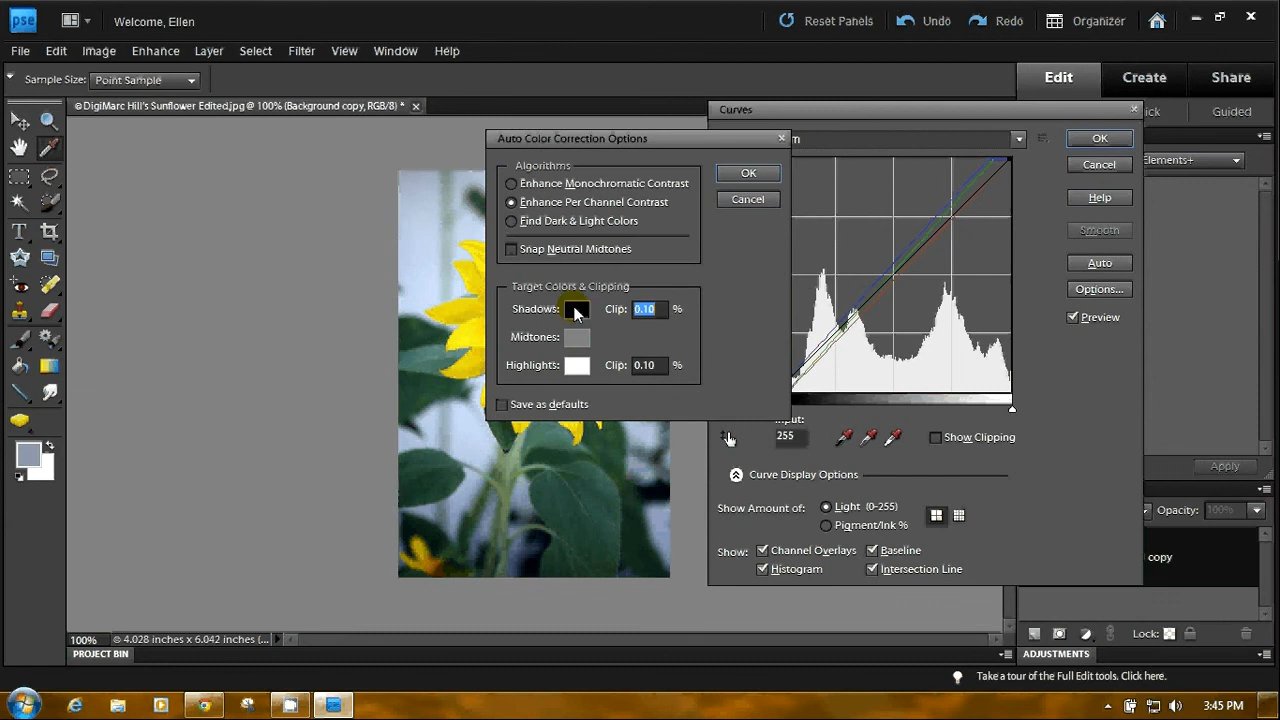 pse Welcome, Ellen Reset Panels Undo Redo Organizer
File Edit Image Enhance Layer Select Filter View Window Help
Sample Size: Point Sample Edit Create Share
DigiMarc Hill's Sunflower Edited.jpg @ 100% (Background copy, RGB/8) *
Curves
Guided
Auto Color Correction Options
OK
Cancel
Help
Smooth
Auto
Options...
Preview
Elements+
Algorithms
Enhance Monochromatic Contrast
Enhance Per Channel Contrast
Find Dark & Light Colors
Snap Neutral Midtones
OK
Cancel
Target Colors & Clipping
Shadows: Clip: 0.10 %
Midtones:
Highlights: Clip: 0.10 %
Save as defaults
Input:
255
Show Clipping
Curve Display Options
Show Amount of: Light (0-255)
Pigment/Ink %
Show: Channel Overlays Baseline
Histogram Intersection Line
Apply
Opacity: 100%
copy
Lock:
100% 4.028 inches x 6.042 inches (...
PROJECT BIN
ADJUSTMENTS
Take a tour of the Full Edit tools. Click here.
3:45 PM